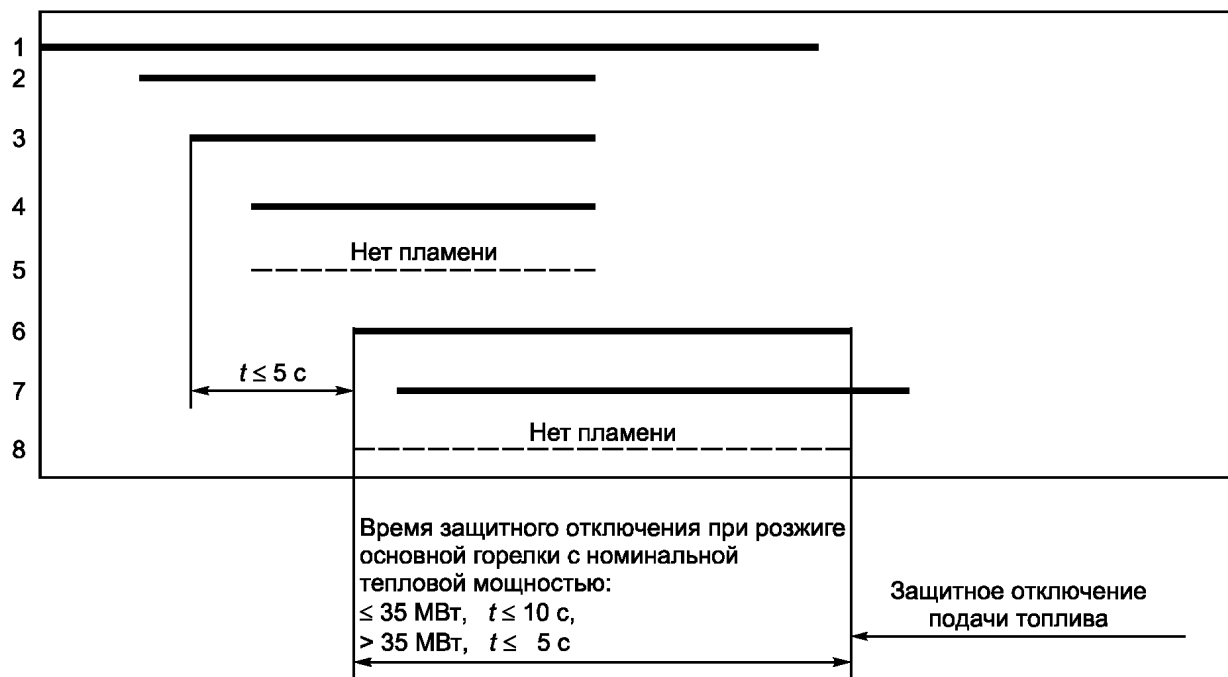 1
2
3
4
Нет пламени
5
6
t ≤ 5 с
7
Нет пламени
8
Время защитного отключения при розжиге
основной горелки с номинальной
тепловой мощностью:
≤ 35 МВт, t ≤ 10 с,
> 35 МВт, t ≤ 5 с
Защитное отключение
подачи топлива